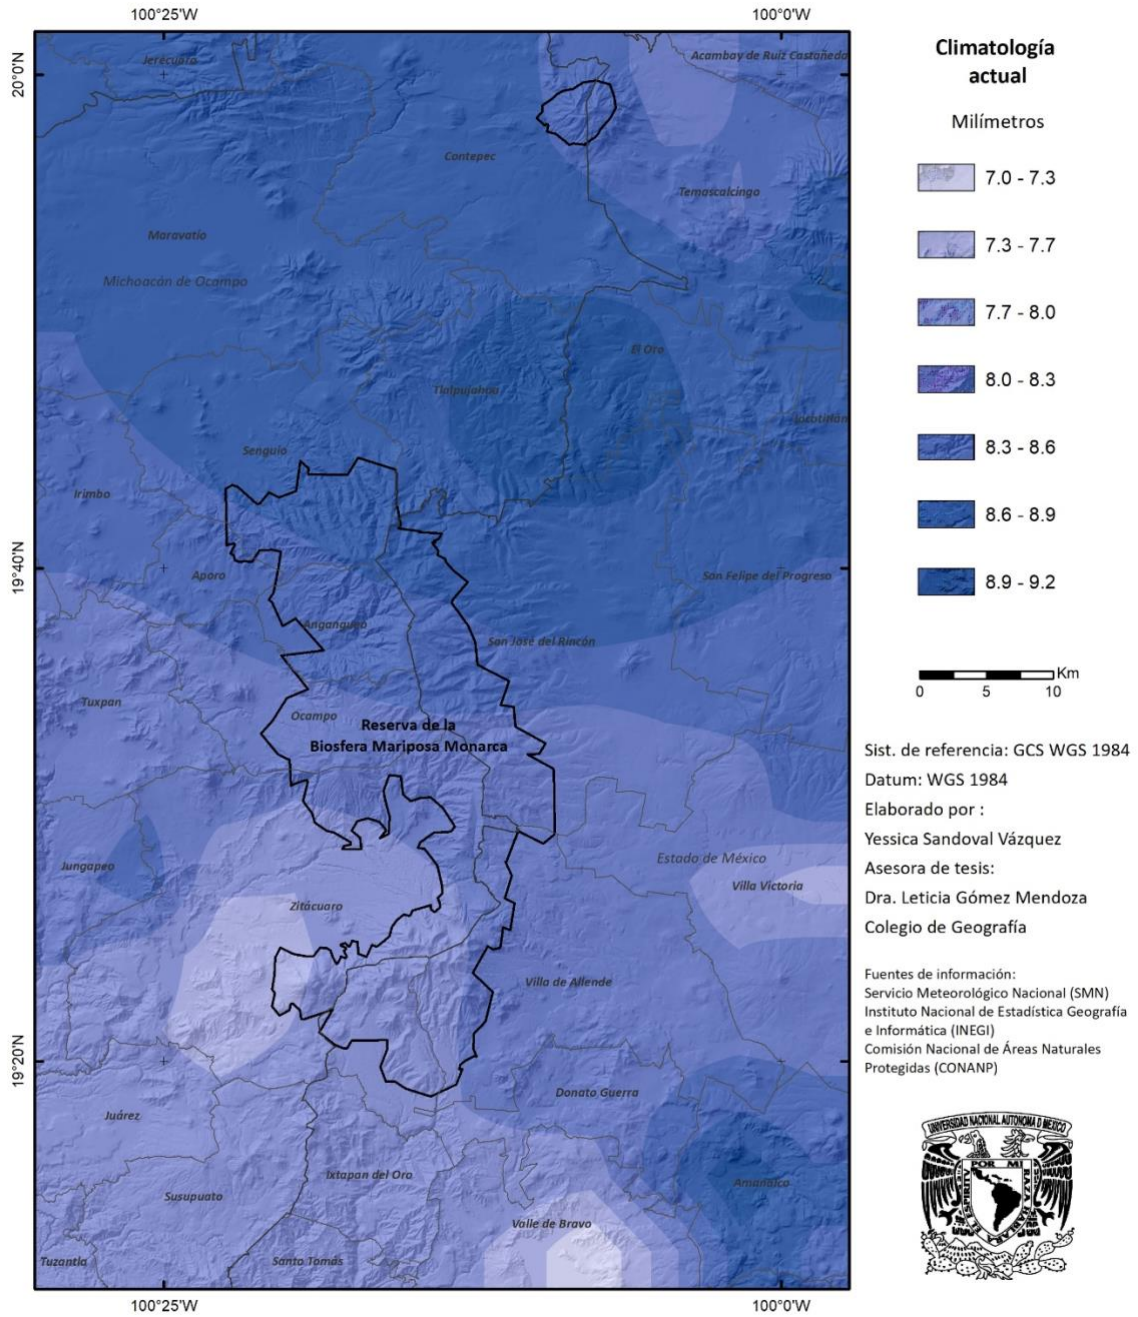 100°25'W
100°0'W
20°0'N
19°40'N
19°20'N
Jerécuaro
Acambay de Ruiz Castañeda
Contepec
Temascalcingo
Maravatío
Michoacán de Ocampo
El Oro
Tlalpujahua
Jocotitlán
Senguio
Irimbo
Aporo
San Felipe del Progreso
Angangueo
San José del Rincón
Tuxpan
Ocampo
Reserva de la
Biosfera Mariposa Monarca
Jungapeo
Estado de México
Villa Victoria
Zitácuaro
Villa de Allende
Donato Guerra
Juárez
Ixtapan del Oro
Amanalco
Susupuato
Valle de Bravo
Tuzantla
Santo Tomás
100°25'W
100°0'W
Climatología
actual
Milímetros
7.0 - 7.3
7.3 - 7.7
7.7 - 8.0
8.0 - 8.3
8.3 - 8.6
8.6 - 8.9
8.9 - 9.2
Km
0 5 10
Sist. de referencia: GCS WGS 1984
Datum: WGS 1984
Elaborado por :
Yessica Sandoval Vázquez
Asesora de tesis:
Dra. Leticia Gómez Mendoza
Colegio de Geografía
Fuentes de información:
Servicio Meteorológico Nacional (SMN)
Instituto Nacional de Estadística Geografía
e Informática (INEGI)
Comisión Nacional de Áreas Naturales
Protegidas (CONANP)
UNIVERSIDAD NACIONAL AUTONOMA D MEXICO
POR MI
RAZA HABLARA
EL ESPIRITV